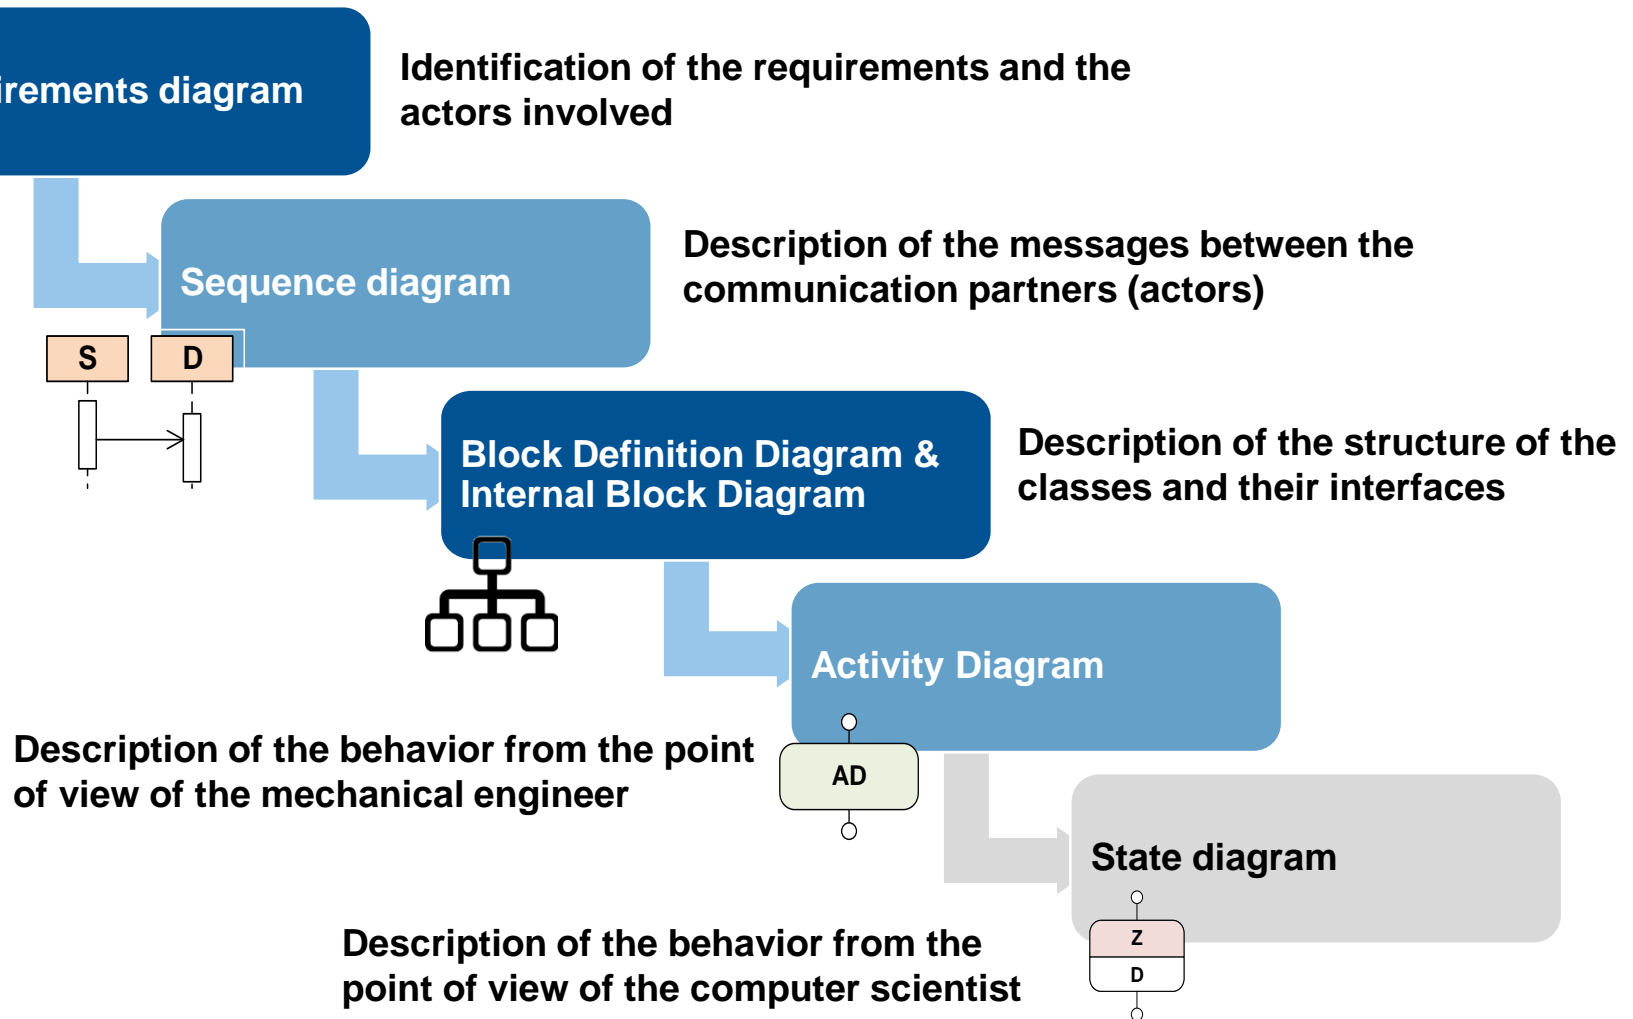 irements diagram
Identification of the requirements and the
actors involved
Sequence diagram
Description of the messages between the
communication partners (actors)
S D
Block Definition Diagram &
Internal Block Diagram
Description of the structure of the
classes and their interfaces
Activity Diagram
Description of the behavior from the point
of view of the mechanical engineer
AD
State diagram
Description of the behavior from the
point of view of the computer scientist
Z
D